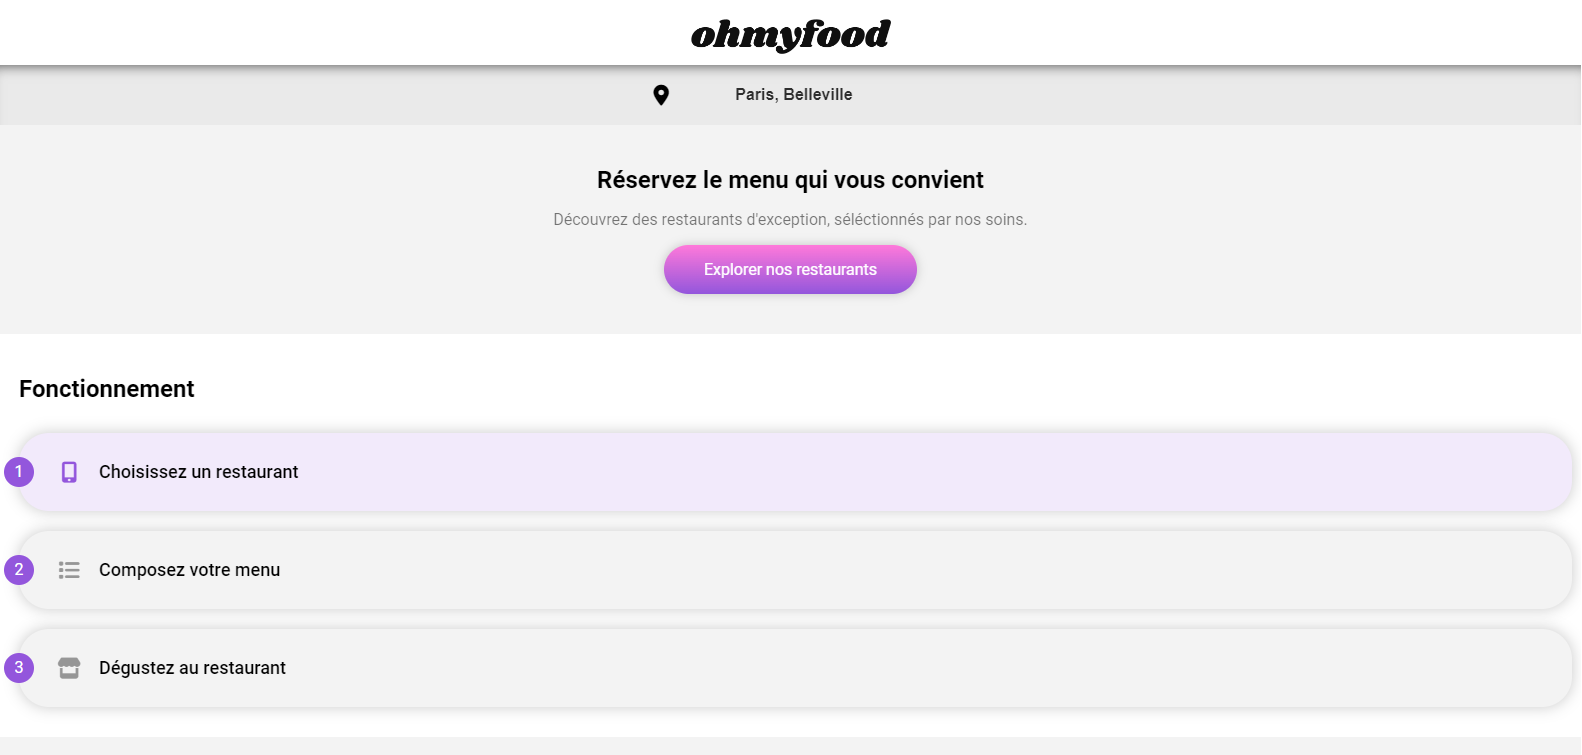 ohmyfood
Paris, Belleville
Réservez le menu qui vous convient
Découvrez des restaurants d'exception, séléctionnés par nos soins.
Explorer nos restaurants
Fonctionnement
1 Choisissez un restaurant
2 Composez votre menu
3 Dégustez au restaurant